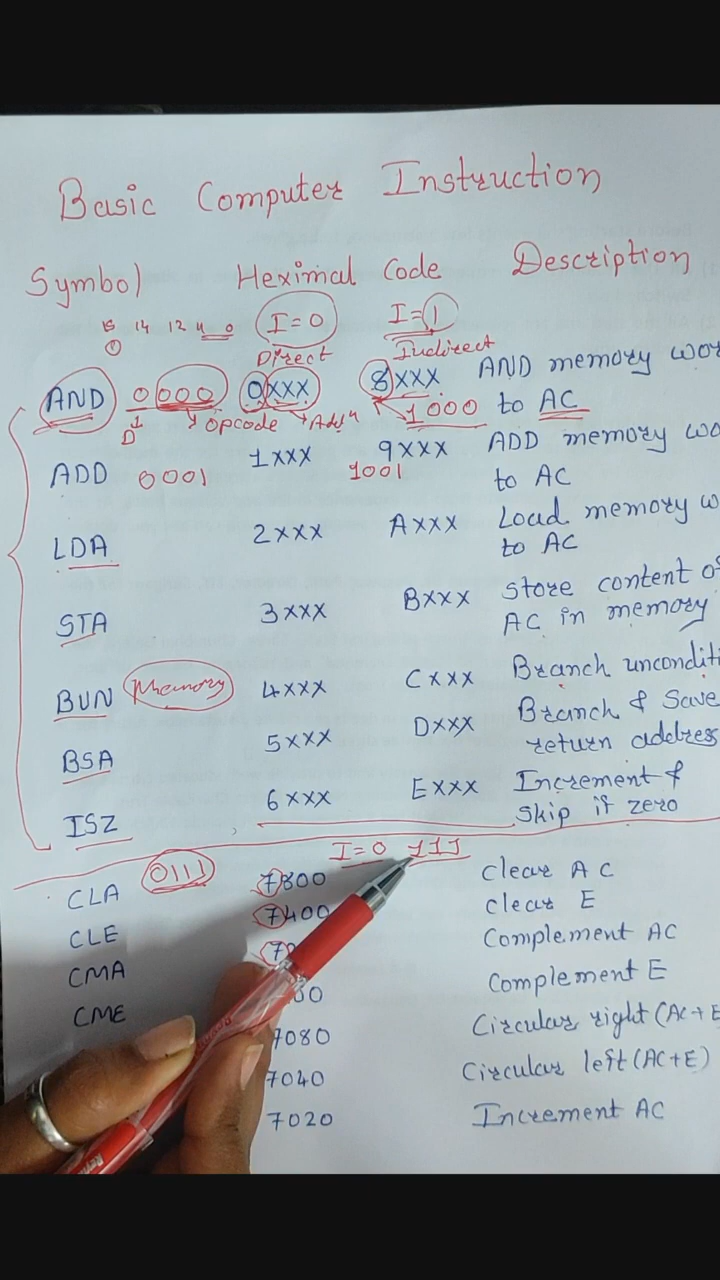 Basic Computer Instruction
Symbol Heximal Code Description
15 14 12 11 0 I=0 I=1
Direct Indirect
AND 0 000 0xxx 8xxx AND memory wor
opcode Addr 1 000 to AC
ADD 0001 1xxx 9xxx ADD memory wo
1001 to AC
LDA 2xxx Axxx Load memory w
to AC
STA 3xxx Bxxx Store content of
AC in memory
BUN Memory 4xxx Cxxx Branch unconditi
BSA 5xxx Dxxx Branch & Save
return address
ISZ 6xxx Exxx Increment &
Skip if zero
I=0 111
CLA 0111 7800 Clear AC
CLE 7400 Clear E
CMA Complement AC
CME Complement E
7080 Circular right (AC+E
7040 Circular left (AC+E)
7020 Increment AC